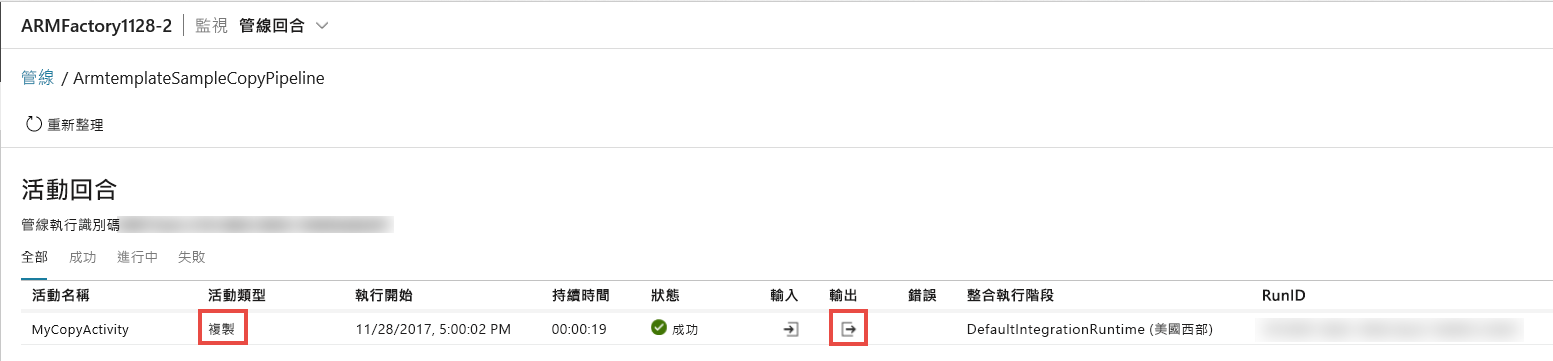 ARMFactory1128-2 監視 管線回合
管線 / ArmtemplateSampleCopyPipeline
重新整理
活動回合
管線執行識別碼
全部 成功 進行中 失敗
活動名稱 活動類型 執行開始 持續時間 狀態 輸入 輸出 錯誤 整合執行階段 RunID
MyCopyActivity 複製 11/28/2017, 5:00:02 PM 00:00:19 成功 DefaultIntegrationRuntime (美國西部)